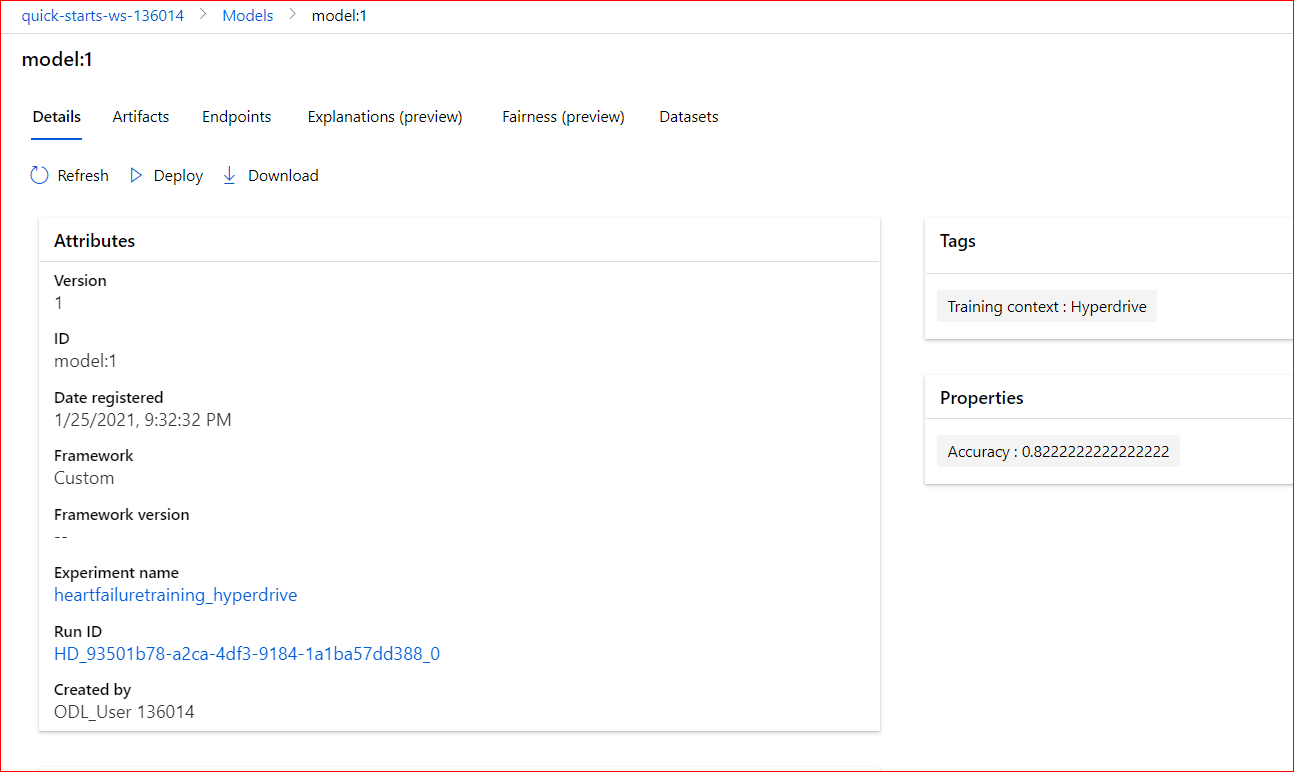 quick-starts-ws-136014 > Models > model:1
model:1
Details Artifacts Endpoints Explanations (preview) Fairness (preview) Datasets
Refresh Deploy Download
Attributes
Version
1
ID
model:1
Date registered
1/25/2021, 9:32:32 PM
Framework
Custom
Framework version
--
Experiment name
heartfailuretraining_hyperdrive
Run ID
HD_93501b78-a2ca-4df3-9184-1a1ba57dd388_0
Created by
ODL_User 136014
Tags
Training context : Hyperdrive
Properties
Accuracy : 0.8222222222222222